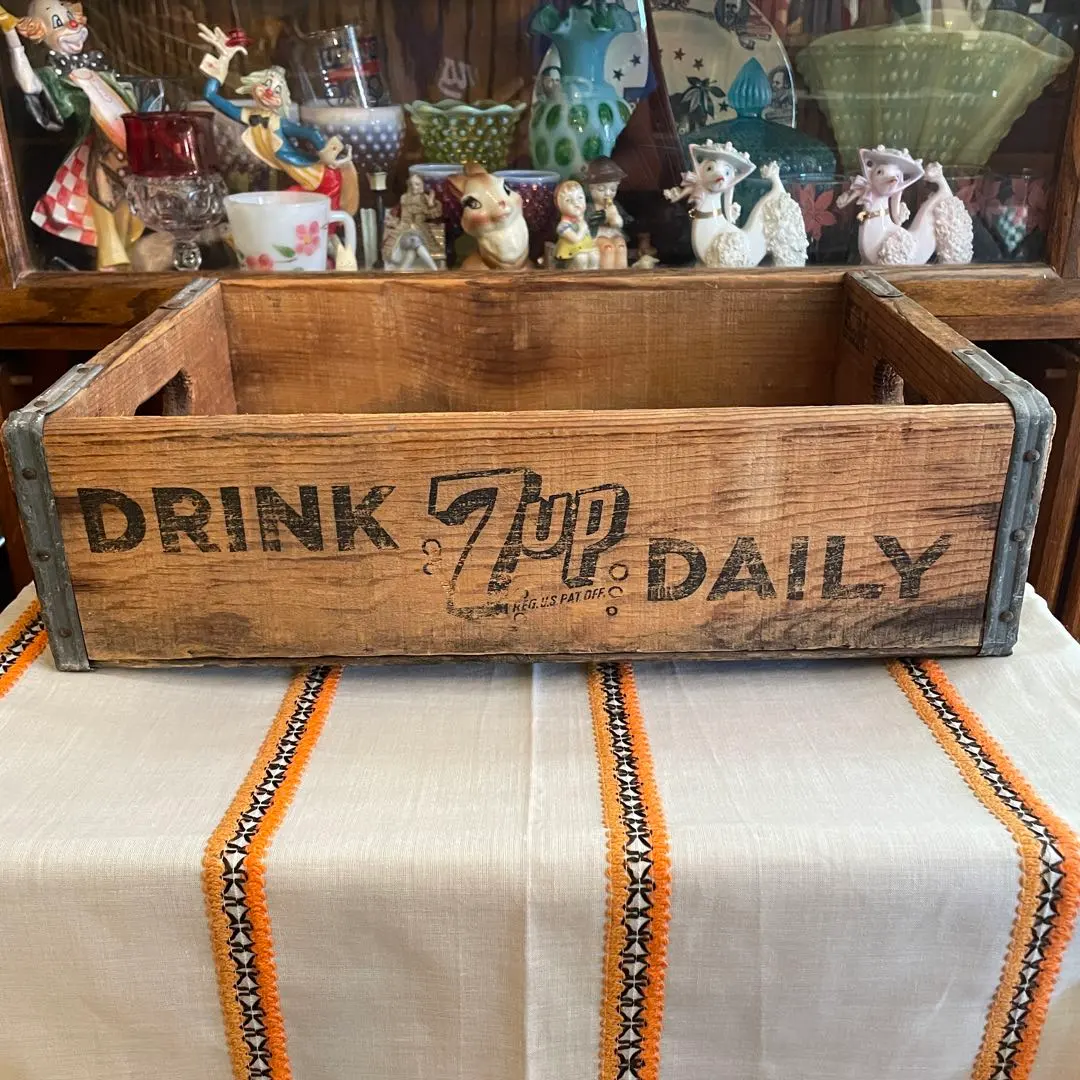 DRINK 7up DAILY
REG. U.S. PAT. OFF.